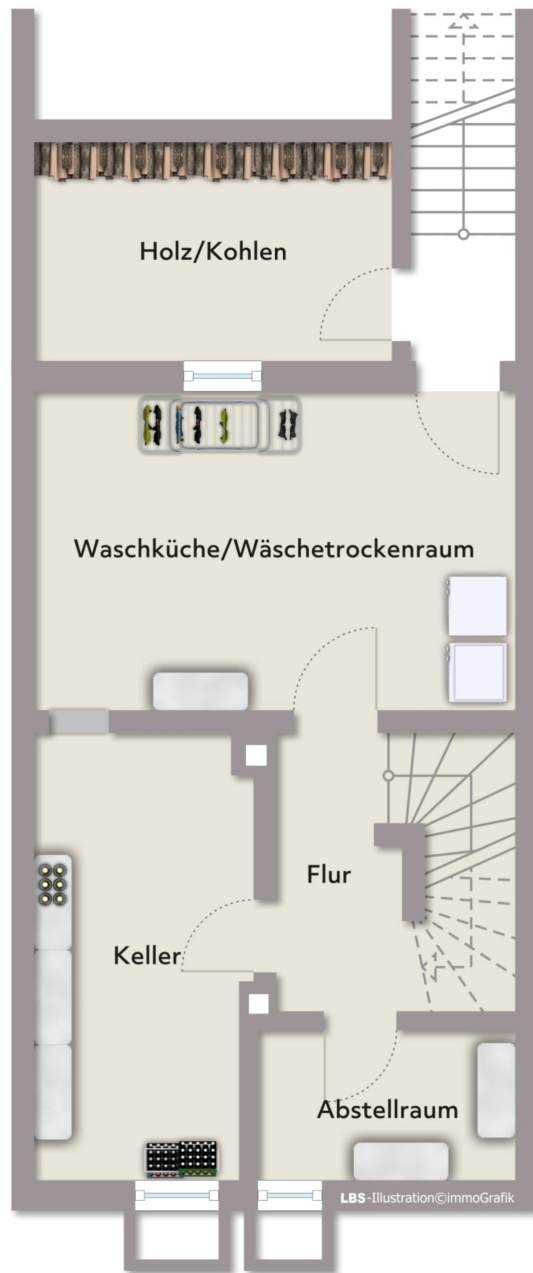 Holz/Kohlen
Waschküche/Wäschetrockenraum
Flur
Keller
Abstellraum
LBS-Illustration©immoGrafik